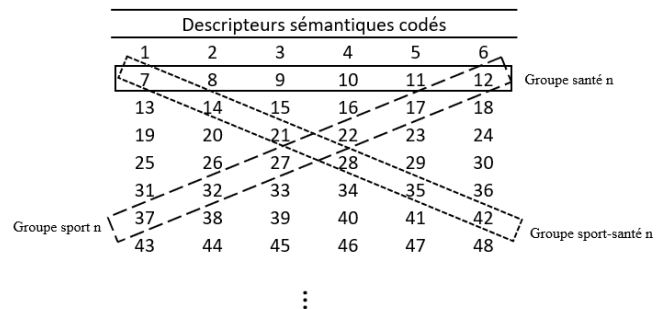 Descripteurs sémantiques codés
1 2 3 4 5 6
7 8 9 10 11 12 Groupe santé n
13 14 15 16 17 18
19 20 21 22 23 24
25 26 27 28 29 30
31 32 33 34 35 36
Groupe sport n 37 38 39 40 41 42 Groupe sport-santé n
43 44 45 46 47 48
⋮